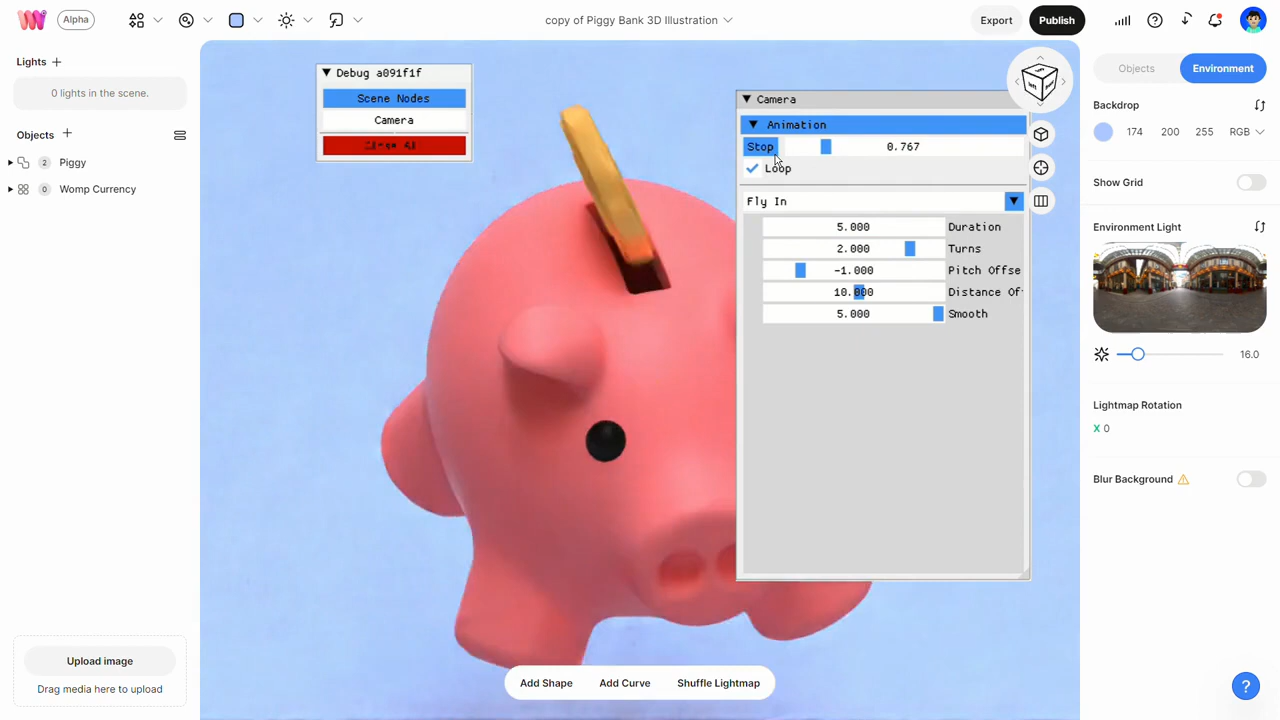 Alpha
copy of Piggy Bank 3D Illustration
Export
Publish
Lights
0 lights in the scene.
Objects
2 Piggy
0 Womp Currency
Upload image
Drag media here to upload
Debug a091f1f
Scene Nodes
Camera
Close All
Camera
Animation
Stop 0.767
Loop
Fly In
5.000 Duration
2.000 Turns
-1.000 Pitch Offse
10.000 Distance Of
5.000 Smooth
Add Shape
Add Curve
Shuffle Lightmap
Objects
Environment
Backdrop
174 200 255 RGB
Show Grid
Environment Light
16.0
Lightmap Rotation
X 0
Blur Background